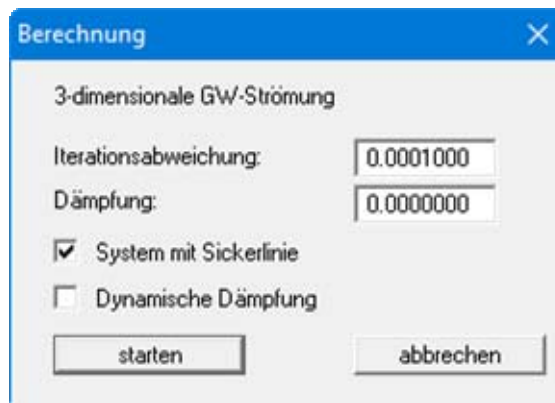 Berechnung
3-dimensionale GW-Strömung
Iterationsabweichung: 0.0001000
Dämpfung: 0.0000000
System mit Sickerlinie
Dynamische Dämpfung
starten abbrechen